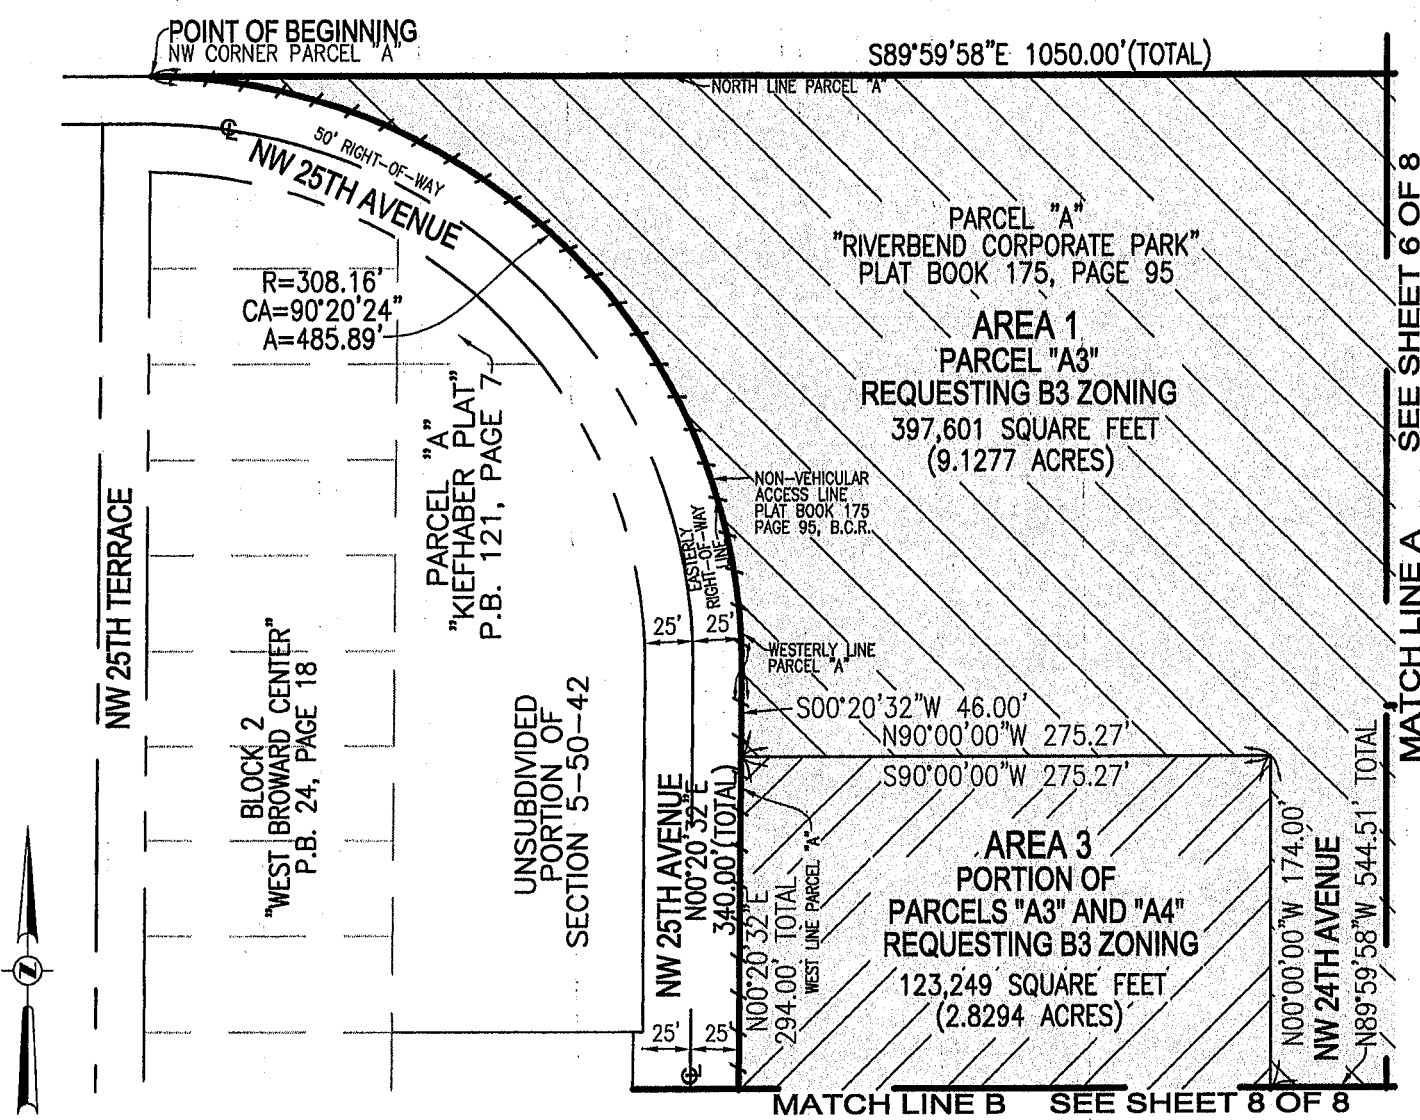 POINT OF BEGINNING
NW CORNER PARCEL "A"
S89°59'58"E 1050.00'(TOTAL)
NORTH LINE PARCEL "A"
℄
50' RIGHT-OF-WAY
NW 25TH AVENUE
R=308.16'
CA=90°20'24"
A=485.89'
PARCEL "A"
"RIVERBEND CORPORATE PARK"
PLAT BOOK 175, PAGE 95
AREA 1
PARCEL "A3"
REQUESTING B3 ZONING
397,601 SQUARE FEET
(9.1277 ACRES)
MATCH LINE A SEE SHEET 6 OF 8
PARCEL "A"
"KIEFHABER PLAT"
P.B. 121, PAGE 7
NON-VEHICULAR
ACCESS LINE
PLAT BOOK 175
PAGE 95, B.C.R.
EASTERLY
RIGHT-OF-WAY
LINE
NW 25TH TERRACE
25'
25'
WESTERLY LINE
PARCEL "A"
BLOCK 2
"WEST BROWARD CENTER"
P.B. 24, PAGE 18
UNSUBDIVIDED
PORTION OF
SECTION 5-50-42
S00°20'32"W 46.00'
N90°00'00"W 275.27'
S90°00'00"W 275.27'
NW 25TH AVENUE
N00°20'32"E
340.00'(TOTAL)
N00°20'32"E
294.00' TOTAL
WEST LINE PARCEL "A"
AREA 3
PORTION OF
PARCELS "A3" AND "A4"
REQUESTING B3 ZONING
123,249 SQUARE FEET
(2.8294 ACRES)
N00°00'00"W 174.00'
NW 24TH AVENUE
N89°59'58"W 544.51' TOTAL
Z
25'
25'
℄
MATCH LINE B SEE SHEET 8 OF 8